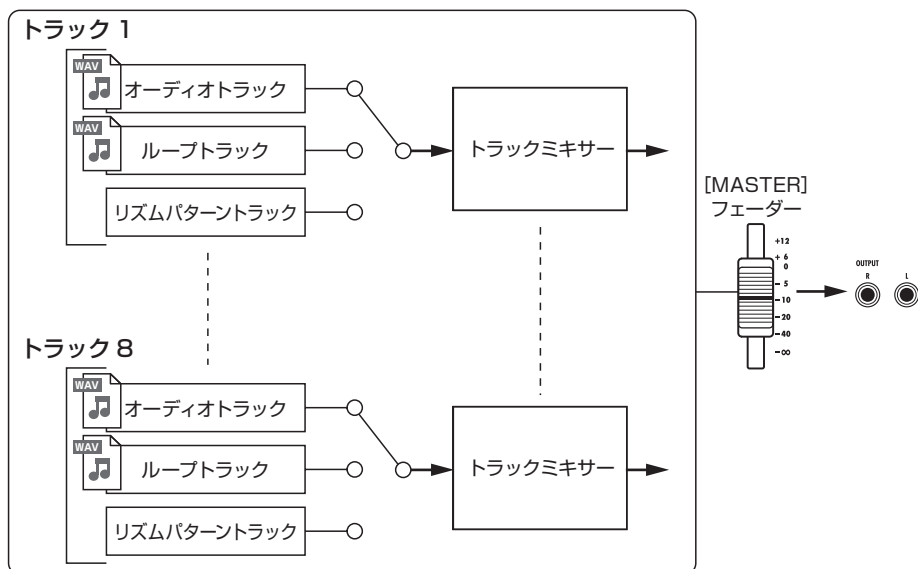 トラック 1
WAV
オーディオトラック
WAV
ループトラック
リズムパターントラック
トラックミキサー
[MASTER]
フェーダー
+12
+ 6
0
- 5
-10
-20
-40
-∞
OUTPUT
R L
トラック 8
WAV
オーディオトラック
WAV
ループトラック
リズムパターントラック
トラックミキサー